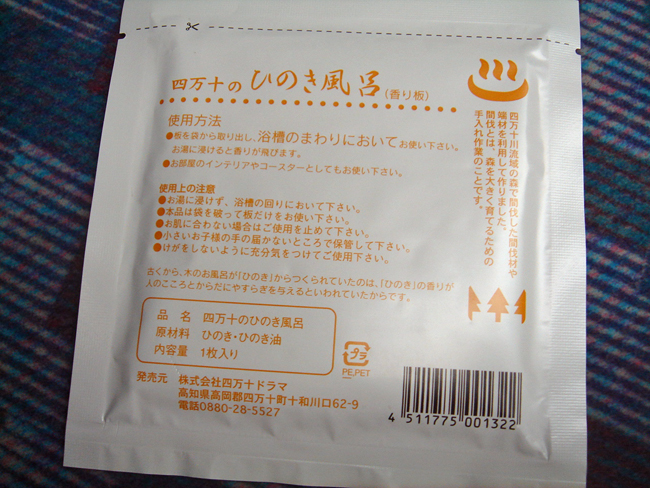 四万十のひのき風呂(香り板)
使用方法
●板を袋から取り出し、浴槽のまわりにおいてお使い下さい。
お湯に浸けると香りが飛びます。
●お部屋のインテリアやコースターとしてもお使い下さい。
使用上の注意
●お湯に浸けず、浴槽の回りにおいて下さい。
●本品は袋を破って板だけをお使い下さい。
●お肌に合わない場合はご使用を止めて下さい。
●小さいお子様の手の届かないところで保管して下さい。
●けがをしないように充分気をつけてご使用下さい。
古くから、木のお風呂が「ひのき」からつくられていたのは、「ひのき」の香りが
人のこころとからだにやすらぎを与えるといわれていたからです。
四万十川流域の森で間伐した間伐材や
端材を利用して作りました。
間伐とは、森を大きく育てるための
手入れ作業のことです。
品 名 四万十のひのき風呂
原材料 ひのき・ひのき油
内容量 1枚入り
プラ
PE,PET
発売元 株式会社四万十ドラマ
高知県高岡郡四万十町十和川口62-9
電話0880-28-5527
4 511775 001322